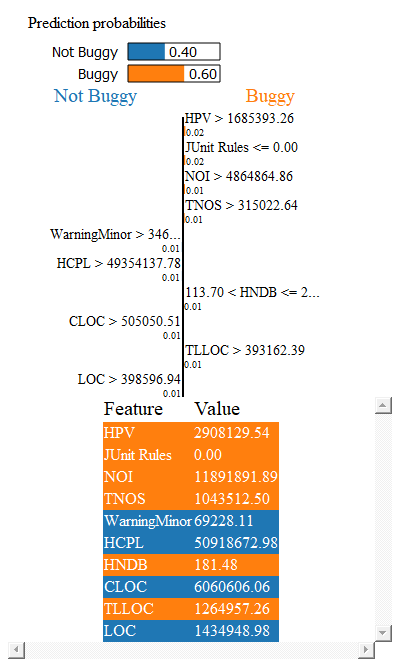 Prediction probabilities
Not Buggy 0.40
Buggy 0.60
Not Buggy Buggy
HPV > 1685393.26
0.02
JUnit Rules <= 0.00
0.02
NOI > 4864864.86
0.01
TNOS > 315022.64
0.01
WarningMinor > 346...
0.01
HCPL > 49354137.78
0.01
113.70 < HNDB <= 2...
0.01
CLOC > 505050.51
0.01
TLLOC > 393162.39
0.01
LOC > 398596.94
0.01
Feature Value
HPV 2908129.54
JUnit Rules 0.00
NOI 11891891.89
TNOS 1043512.50
WarningMinor 69228.11
HCPL 50918672.98
HNDB 181.48
CLOC 6060606.06
TLLOC 1264957.26
LOC 1434948.98